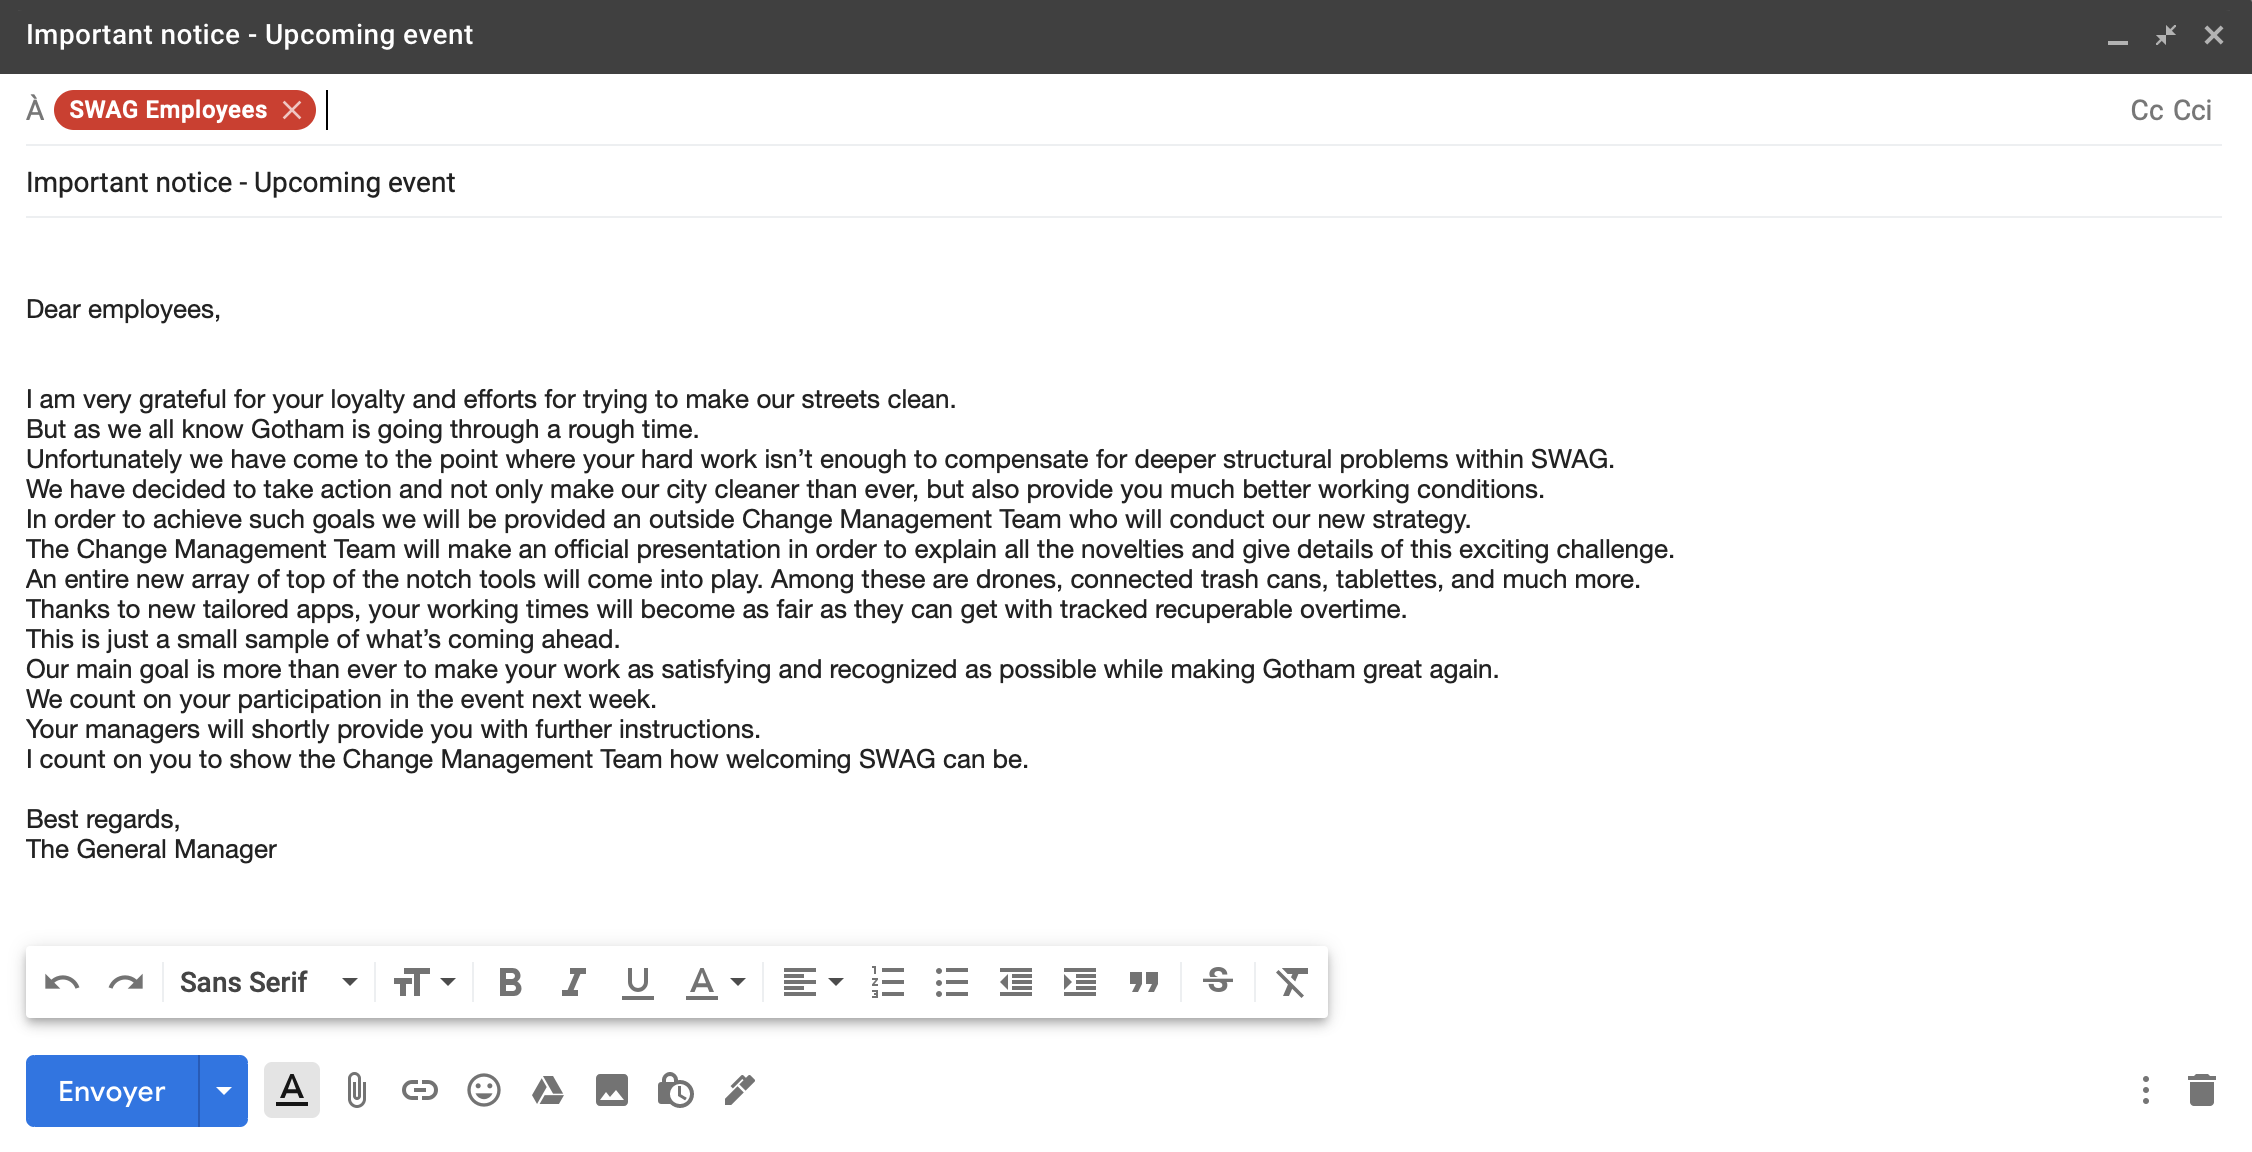 Important notice - Upcoming event
À SWAG Employees
Cc Cci
Important notice - Upcoming event
Dear employees,
I am very grateful for your loyalty and efforts for trying to make our streets clean.
But as we all know Gotham is going through a rough time.
Unfortunately we have come to the point where your hard work isn’t enough to compensate for deeper structural problems within SWAG.
We have decided to take action and not only make our city cleaner than ever, but also provide you much better working conditions.
In order to achieve such goals we will be provided an outside Change Management Team who will conduct our new strategy.
The Change Management Team will make an official presentation in order to explain all the novelties and give details of this exciting challenge.
An entire new array of top of the notch tools will come into play. Among these are drones, connected trash cans, tablettes, and much more.
Thanks to new tailored apps, your working times will become as fair as they can get with tracked recuperable overtime.
This is just a small sample of what’s coming ahead.
Our main goal is more than ever to make your work as satisfying and recognized as possible while making Gotham great again.
We count on your participation in the event next week.
Your managers will shortly provide you with further instructions.
I count on you to show the Change Management Team how welcoming SWAG can be.
Best regards,
The General Manager
Sans Serif
Envoyer